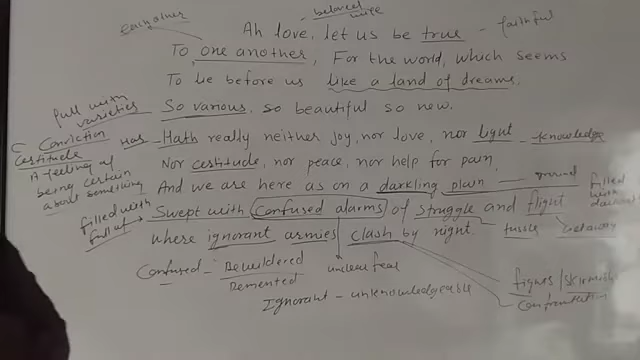 beloved
wife
each other
Ah love, let us be true - faithful
To one another, For the world, which seems
To lie before us like a land of dreams.
full with
varieties - So various, so beautiful so new.
Conviction Has - Hath really neither joy, nor love, nor light - knowledge
Certitude
Nor certitude, nor peace, nor help for pain,
A feeling of
being certain
about something
And we are here as on a darkling plain - ground
filled
with
filled with
full of
Swept with confused alarms of struggle and flight
tussle getaway
where ignorant armies clash by night.
Confused - Bewildered
Demented
unclear fear
Ignorant - unknowledgeable
fignes / skirmish
confrontation